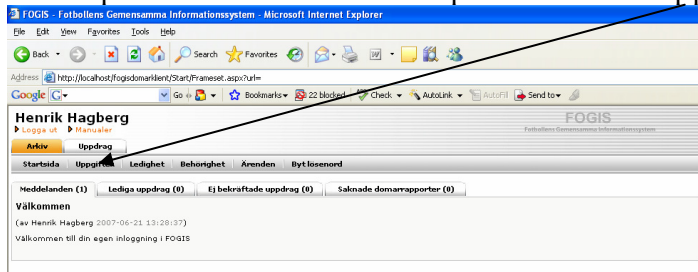 FOGIS - Fotbollens Gemensamma Informationssystem - Microsoft Internet Explorer
File Edit View Favorites Tools Help
Back Search Favorites
Address http://localhost/fogisdomarklient/Start/Frameset.aspx?url=
Google G Go Bookmarks 22 blocked Check AutoLink AutoFill Send to
Henrik Hagberg
FOGIS
Logga ut Manualer
Fotbollens Gemensamma Informationssystem
Arkiv Uppdrag
Startsida Uppgifter Ledighet Behörighet Ärenden Byt lösenord
Meddelanden (1) Lediga uppdrag (0) Ej bekräftade uppdrag (0) Saknade domarrapporter (0)
Välkommen
(av Henrik Hagberg 2007-06-21 13:28:37)
Välkommen till din egen inloggning i FOGIS